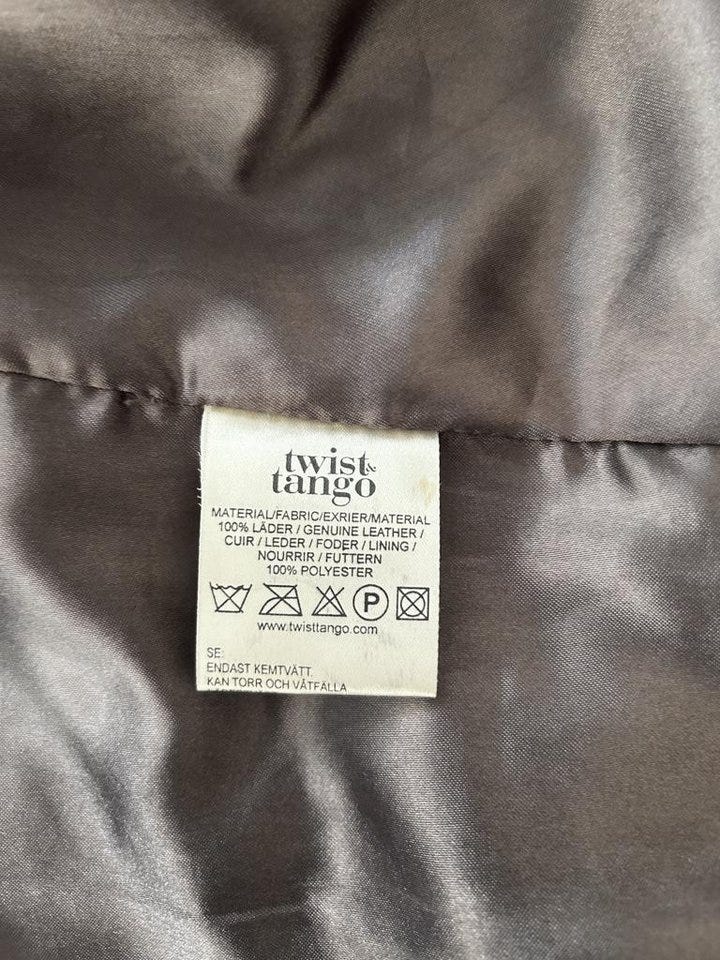 twist &
tango
MATERIAL/FABRIC/EXRIER/MATERIAL
100% LÄDER / GENUINE LEATHER /
CUIR / LEDER / FODER / LINING /
NOURRIR / FUTTERN
100% POLYESTER
P
www.twisttango.com
SE:
ENDAST KEMTVÄTT.
KAN TORR OCH VÅTFÄLLA